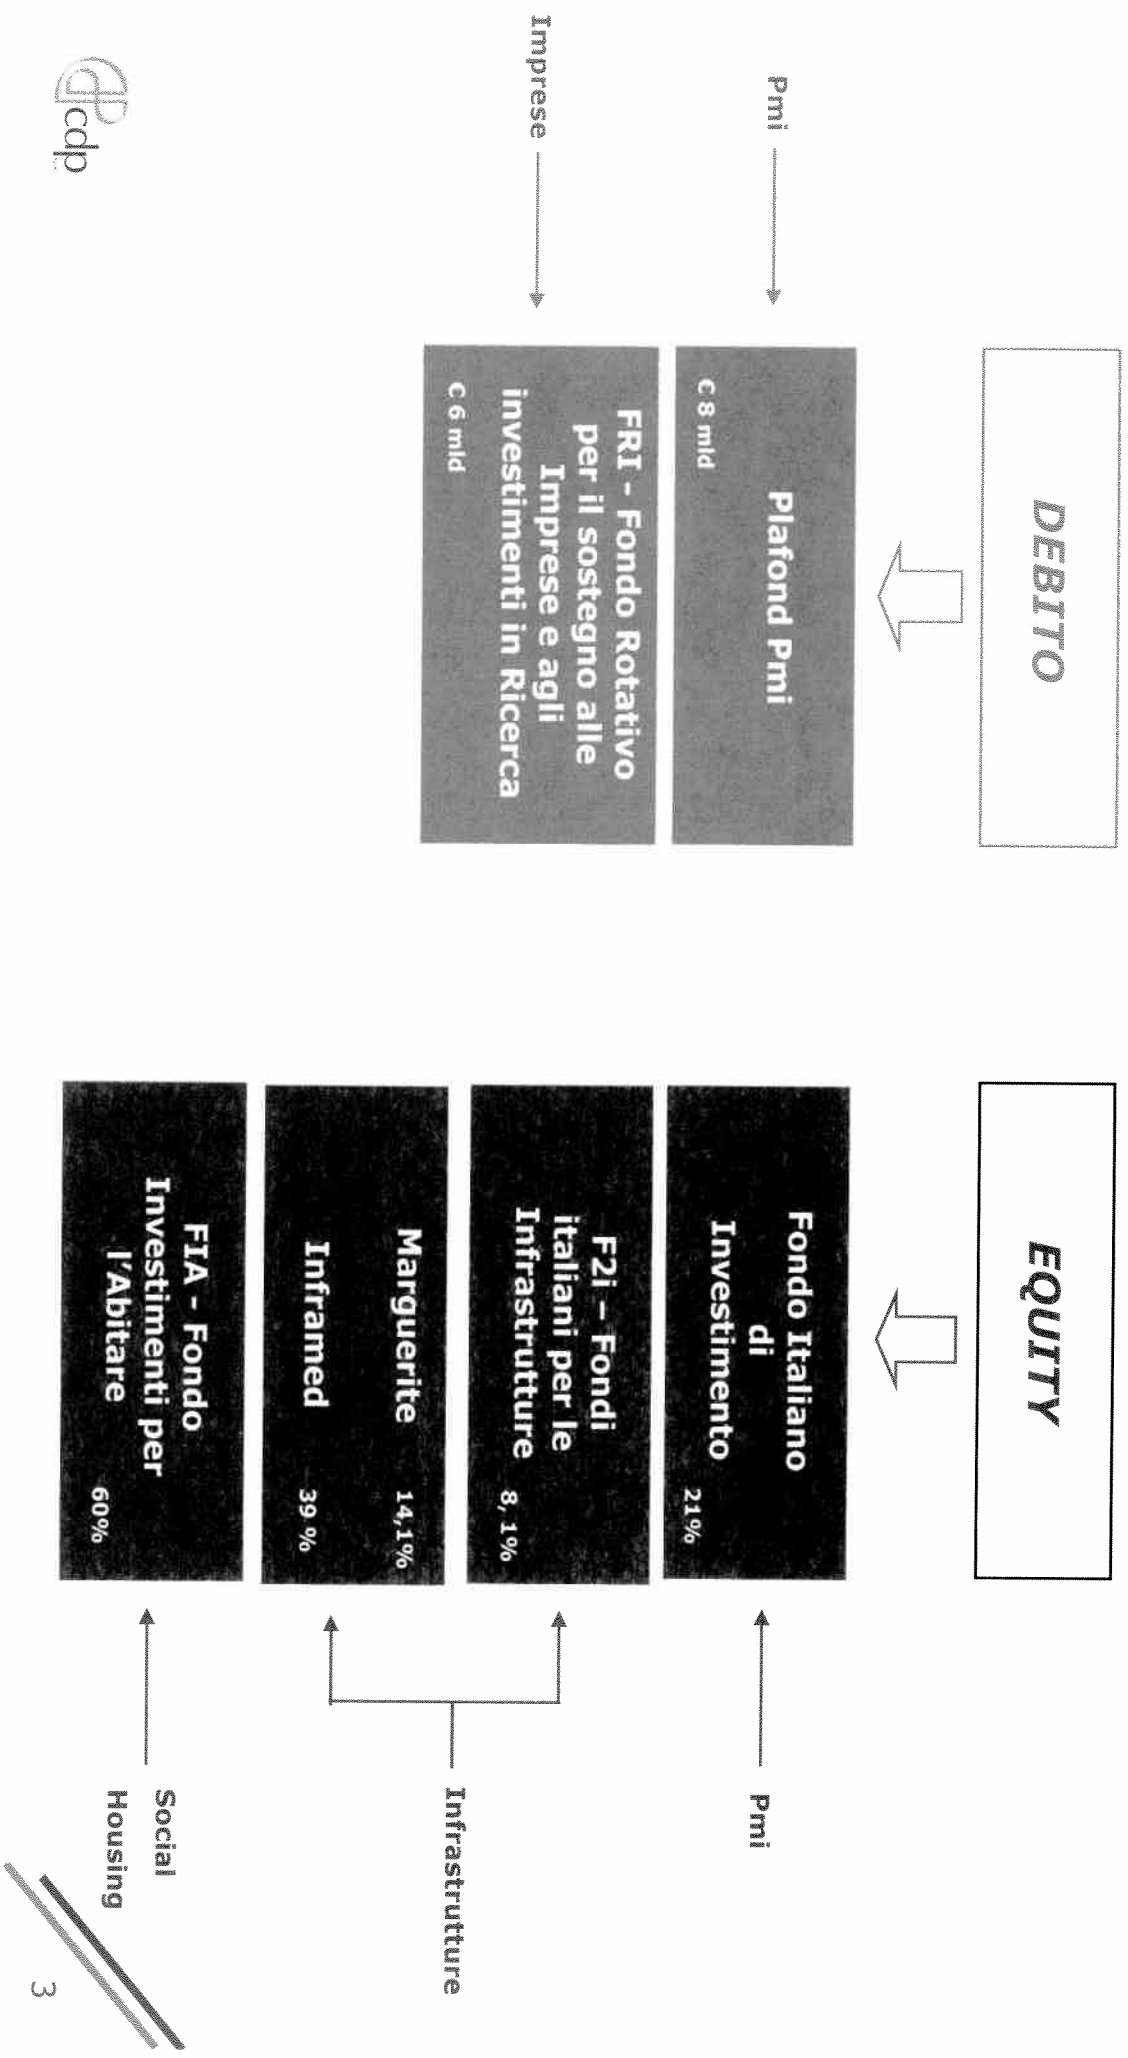 DEBITO
Pmi
Plafond Pmi
€ 8 mld
Imprese
FRI - Fondo Rotativo
per il sostegno alle
Imprese e agli
investimenti in Ricerca
€ 6 mld
EQUITY
Fondo Italiano
di
Investimento
21%
Pmi
F2i – Fondi
italiani per le
Infrastrutture
8,1%
Marguerite
14,1%
Inframed
39 %
Infrastrutture
FIA - Fondo
Investimenti per
l'Abitare
60%
Social
Housing
cdp
3